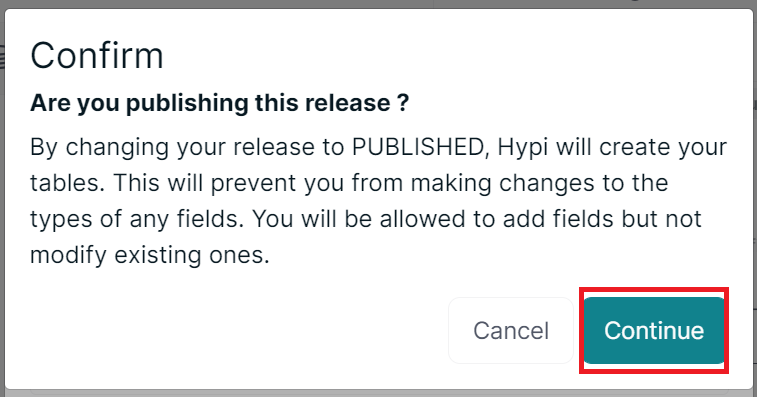 Confirm
Are you publishing this release ?
By changing your release to PUBLISHED, Hypi will create your
tables. This will prevent you from making changes to the
types of any fields. You will be allowed to add fields but not
modify existing ones.
Cancel
Continue